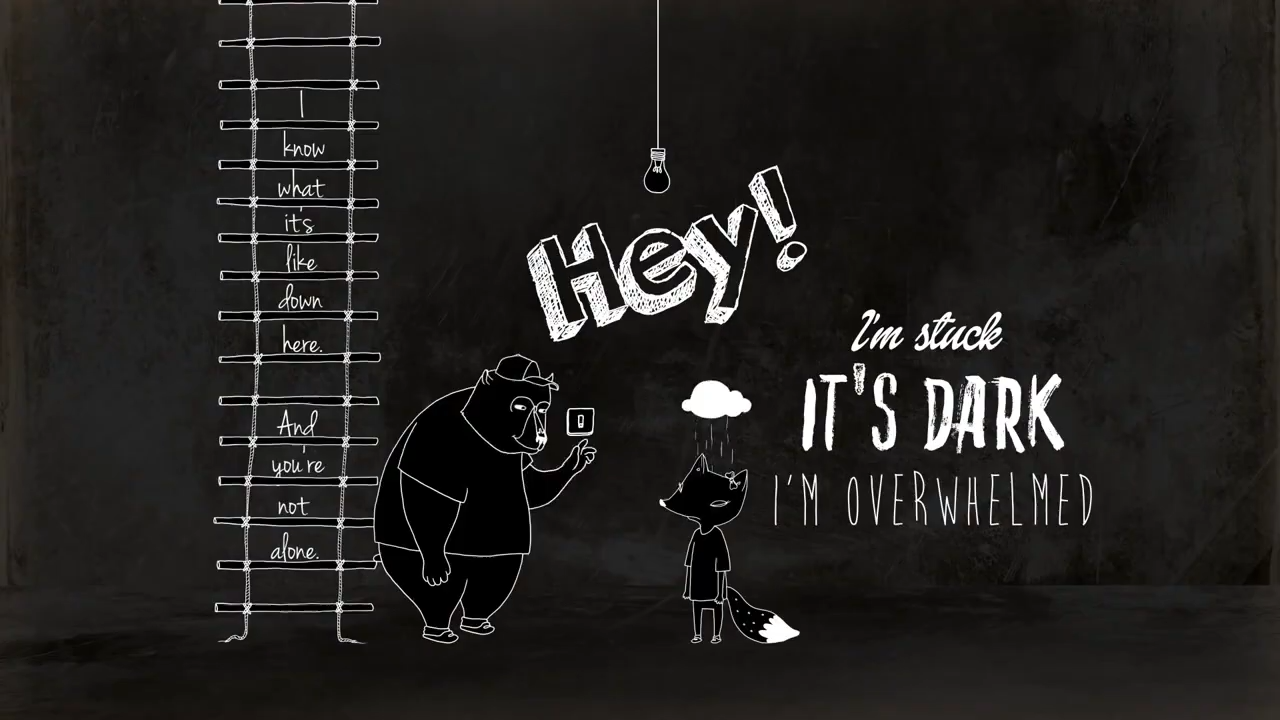 I
know
what
it's
like
down
here.
And
you're
not
alone.
Hey!
I'm stuck
IT'S DARK
I'M OVERWHELMED